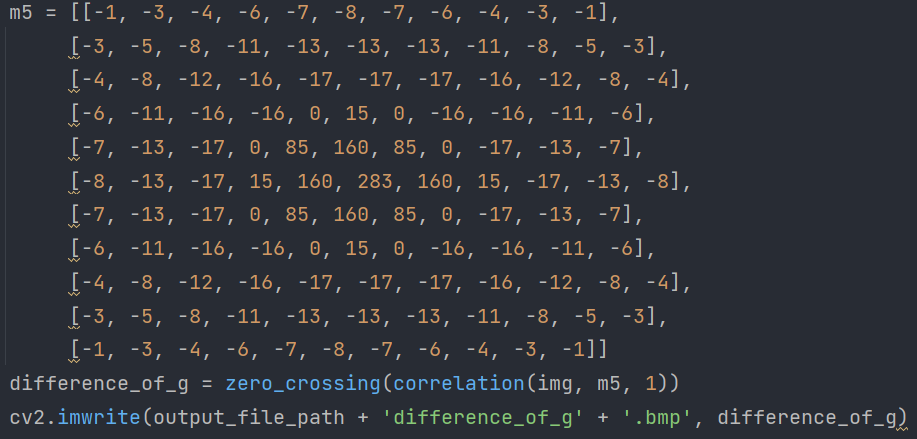 m5 = [[-1, -3, -4, -6, -7, -8, -7, -6, -4, -3, -1],
[-3, -5, -8, -11, -13, -13, -13, -11, -8, -5, -3],
[-4, -8, -12, -16, -17, -17, -17, -16, -12, -8, -4],
[-6, -11, -16, -16, 0, 15, 0, -16, -16, -11, -6],
[-7, -13, -17, 0, 85, 160, 85, 0, -17, -13, -7],
[-8, -13, -17, 15, 160, 283, 160, 15, -17, -13, -8],
[-7, -13, -17, 0, 85, 160, 85, 0, -17, -13, -7],
[-6, -11, -16, -16, 0, 15, 0, -16, -16, -11, -6],
[-4, -8, -12, -16, -17, -17, -17, -16, -12, -8, -4],
[-3, -5, -8, -11, -13, -13, -13, -11, -8, -5, -3],
[-1, -3, -4, -6, -7, -8, -7, -6, -4, -3, -1]]
difference_of_g = zero_crossing(correlation(img, m5, 1))
cv2.imwrite(output_file_path + 'difference_of_g' + '.bmp', difference_of_g)